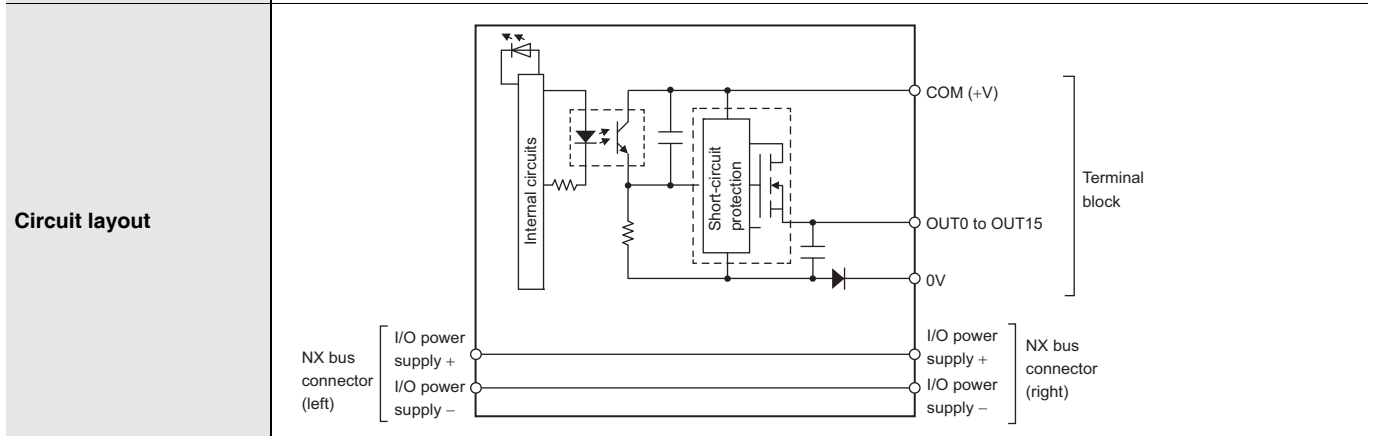 Circuit layout
Internal circuits
Short-circuit
protection
COM (+V)
OUT0 to OUT15
0V
Terminal
block
NX bus
connector
(left)
I/O power
supply +
I/O power
supply −
I/O power
supply +
I/O power
supply −
NX bus
connector
(right)